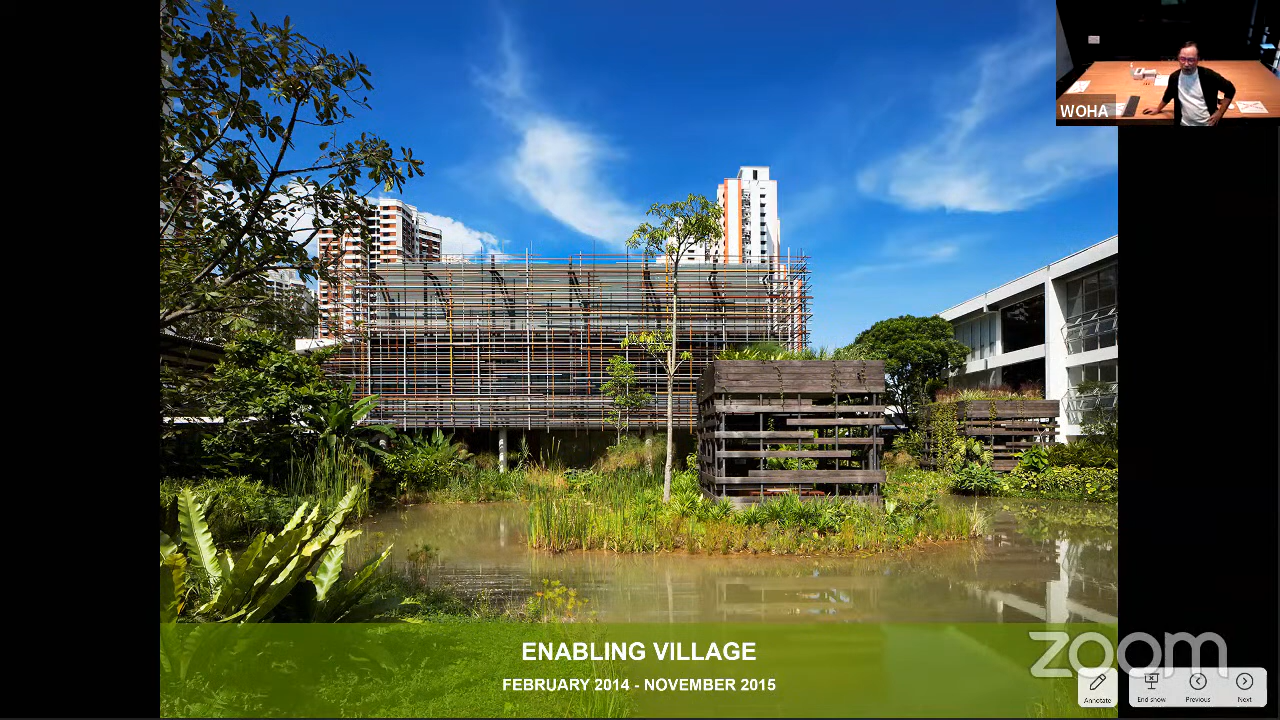 WOHA
ENABLING VILLAGE
FEBRUARY 2014 - NOVEMBER 2015
zoom
Annotate
End show
Previous
Next